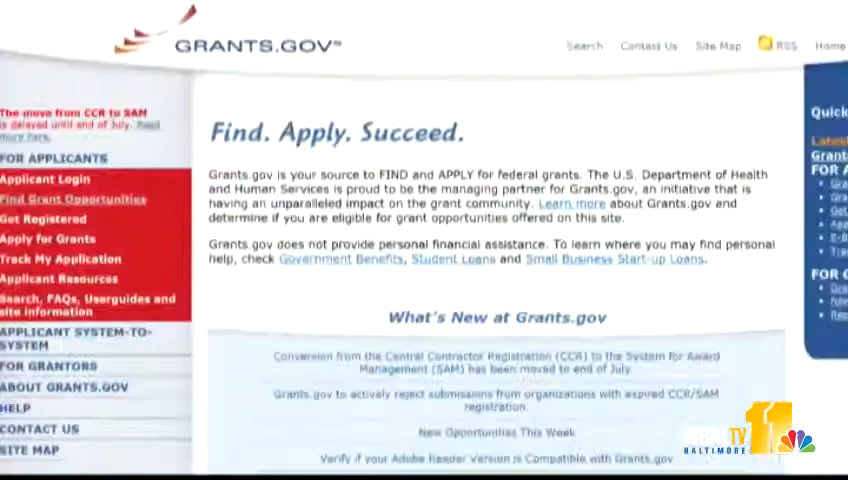 GRANTS.GOV™
Search Contact Us Site Map RSS Home
The move from CCR to SAM
is delayed until end of July. Read
more here.
FOR APPLICANTS
Applicant Login
Find Grant Opportunities
Get Registered
Apply for Grants
Track My Application
Applicant Resources
Search, FAQs, Userguides and
site information
APPLICANT SYSTEM-TO-
SYSTEM
FOR GRANTORS
ABOUT GRANTS.GOV
HELP
CONTACT US
SITE MAP
Find. Apply. Succeed.
Grants.gov is your source to FIND and APPLY for federal grants. The U.S. Department of Health
and Human Services is proud to be the managing partner for Grants.gov, an initiative that is
having an unparalleled impact on the grant community. Learn more about Grants.gov and
determine if you are eligible for grant opportunities offered on this site.
Grants.gov does not provide personal financial assistance. To learn where you may find personal
help, check Government Benefits, Student Loans and Small Business Start-up Loans.
What's New at Grants.gov
Conversion from the Central Contractor Registration (CCR) to the System for Award
Management (SAM) has been moved to end of July.
Grants.gov to actively reject submissions from organizations with expired CCR/SAM
registration.
New Opportunities This Week
Verify if your Adobe Reader Version is Compatible with Grants.gov
Quick
Latest
Grant
FOR A
FOR G
WBALTV 11
BALTIMORE